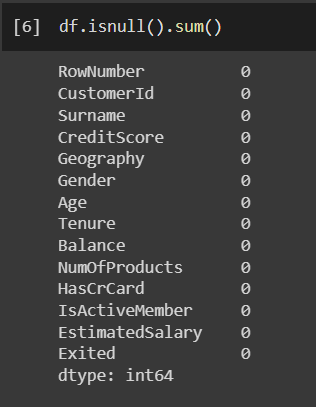 [6] df.isnull().sum()
RowNumber 0
CustomerId 0
Surname 0
CreditScore 0
Geography 0
Gender 0
Age 0
Tenure 0
Balance 0
NumOfProducts 0
HasCrCard 0
IsActiveMember 0
EstimatedSalary 0
Exited 0
dtype: int64